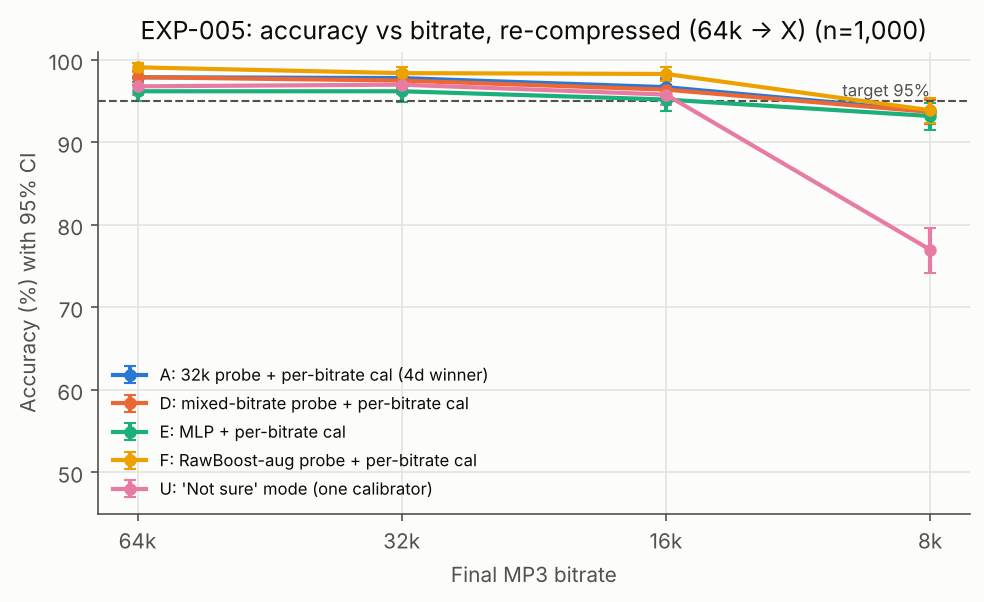 EXP-005: accuracy vs bitrate, re-compressed (64k → X) (n=1,000)
Accuracy (%) with 95% CI
100
90
80
70
60
50
target 95%
A: 32k probe + per-bitrate cal (4d winner)
D: mixed-bitrate probe + per-bitrate cal
E: MLP + per-bitrate cal
F: RawBoost-aug probe + per-bitrate cal
U: 'Not sure' mode (one calibrator)
64k
32k
16k
8k
Final MP3 bitrate